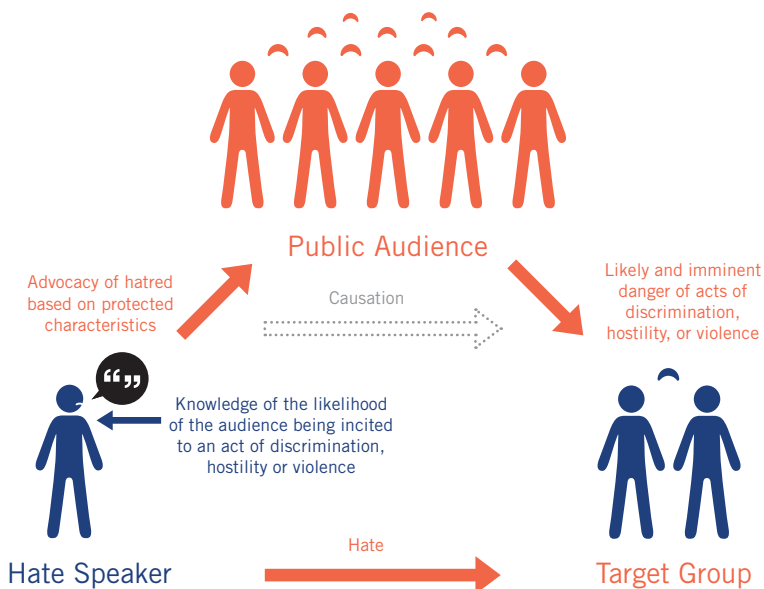 Public Audience
Advocacy of hatred
based on protected
characteristics
Causation
Likely and imminent
danger of acts of
discrimination,
hostility, or violence
“„
Knowledge of the likelihood
of the audience being incited
to an act of discrimination,
hostility or violence
Hate Speaker
Hate
Target Group